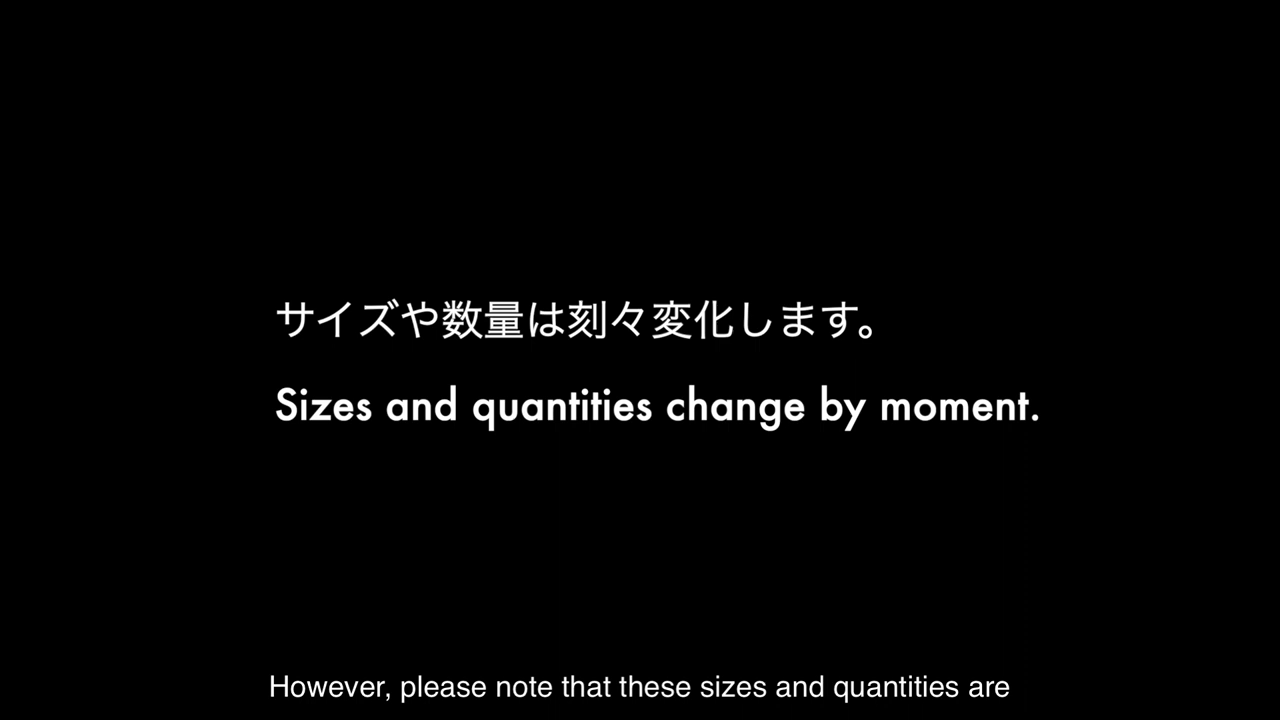 サイズや数量は刻々変化します。
Sizes and quantities change by moment.
However, please note that these sizes and quantities are